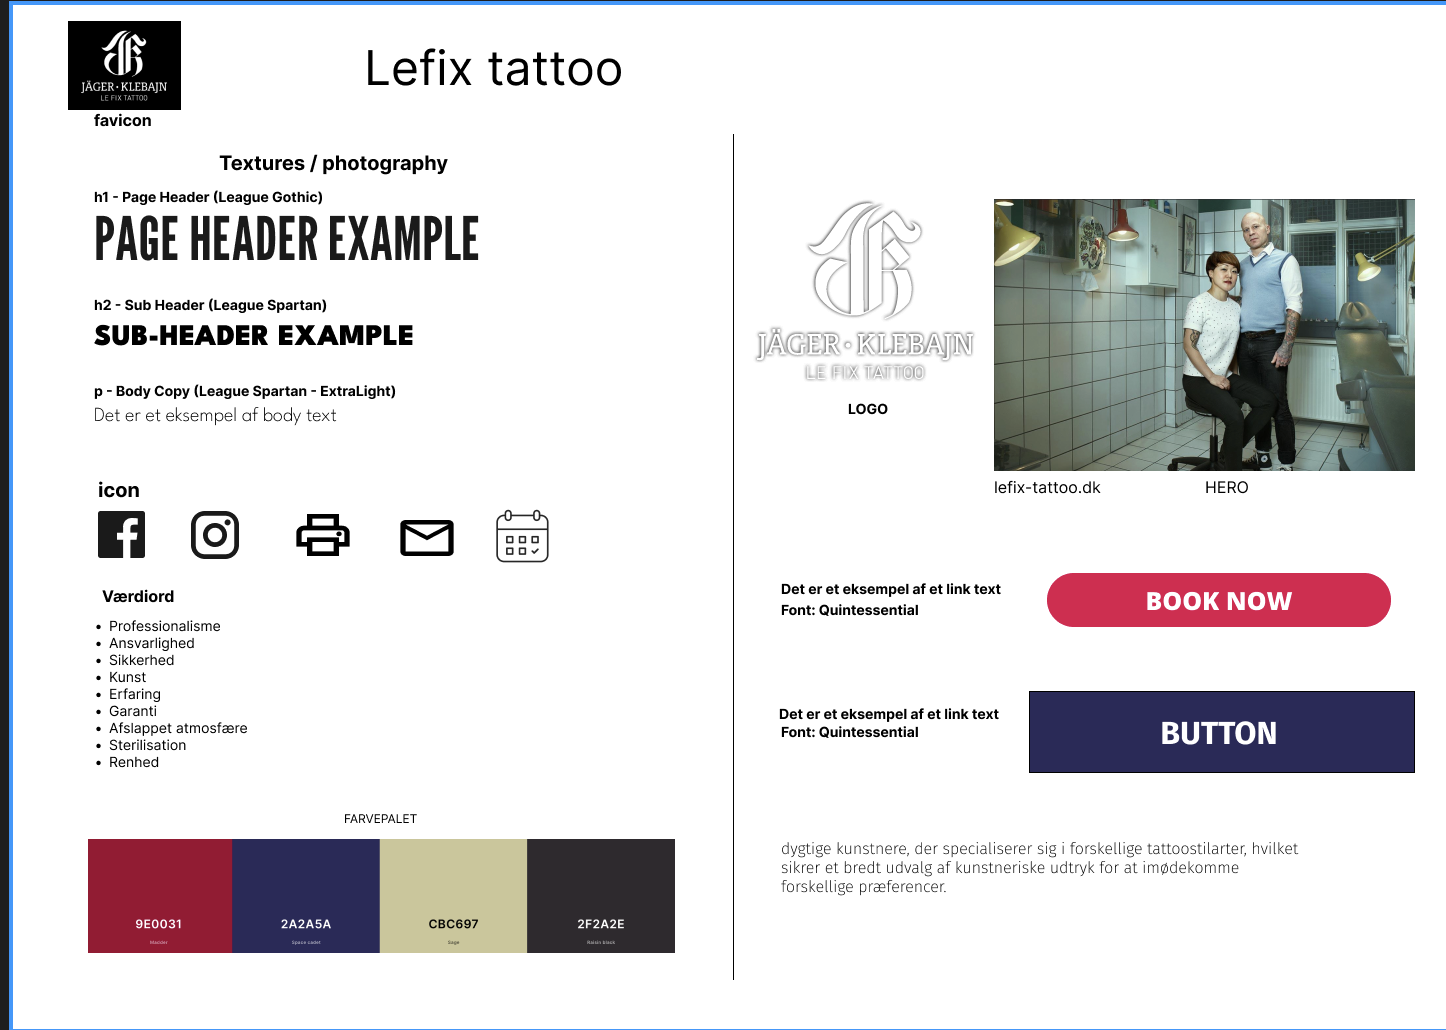 JÄGER·KLEBAJN
LE FIX TATTOO
favicon
Lefix tattoo
Textures / photography
h1 - Page Header (League Gothic)
PAGE HEADER EXAMPLE
h2 - Sub Header (League Spartan)
SUB-HEADER EXAMPLE
p - Body Copy (League Spartan - ExtraLight)
Det er et eksempel af body text
icon
Værdiord
• Professionalisme
• Ansvarlighed
• Sikkerhed
• Kunst
• Erfaring
• Garanti
• Afslappet atmosfære
• Sterilisation
• Renhed
FARVEPALET
9E0031 2A2A5A CBC697 2F2A2E
Space cadet Sage Raisin black
JÄGER·KLEBAJN
LE FIX TATTOO
LOGO
lefix-tattoo.dk HERO
Det er et eksempel af et link text
Font: Quintessential
BOOK NOW
Det er et eksempel af et link text
Font: Quintessential
BUTTON
dygtige kunstnere, der specialiserer sig i forskellige tattoostilarter, hvilket
sikrer et bredt udvalg af kunstneriske udtryk for at imødekomme
forskellige præferencer.